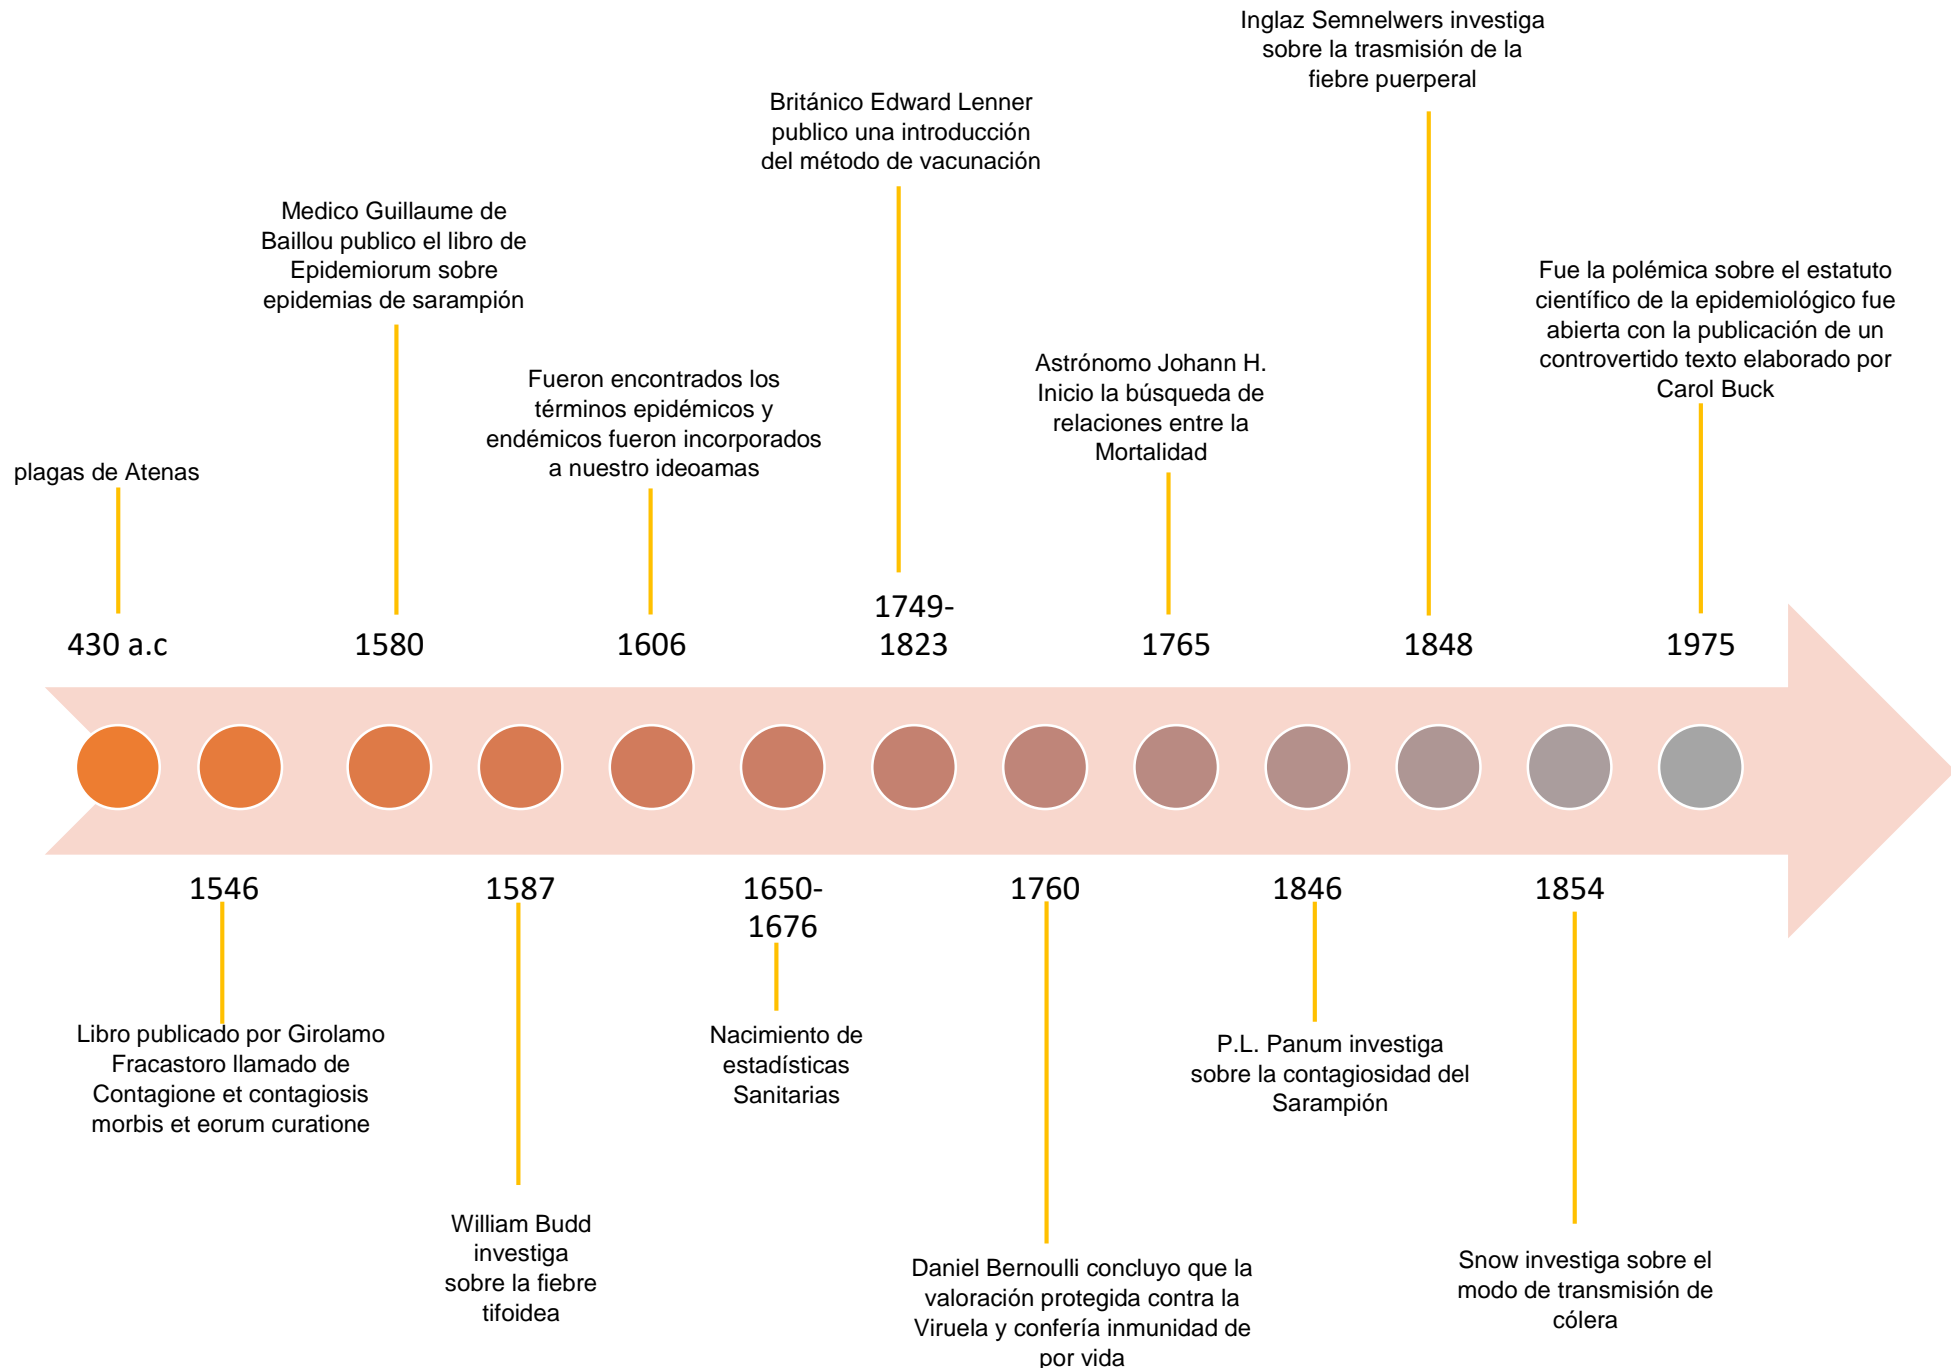 plagas de Atenas
430 a.c
1546
Libro publicado por Girolamo
Fracastoro llamado de
Contagione et contagiosis
morbis et eorum curatione
Medico Guillaume de
Baillou publico el libro de
Epidemiorum sobre
epidemias de sarampión
1580
1587
William Budd
investiga
sobre la fiebre
tifoidea
Fueron encontrados los
términos epidémicos y
endémicos fueron incorporados
a nuestro ideoamas
1606
1650-
1676
Nacimiento de
estadísticas
Sanitarias
Británico Edward Lenner
publico una introducción
del método de vacunación
1749-
1823
1760
Daniel Bernoulli concluyo que la
valoración protegida contra la
Viruela y confería inmunidad de
por vida
Astrónomo Johann H.
Inicio la búsqueda de
relaciones entre la
Mortalidad
1765
1846
P.L. Panum investiga
sobre la contagiosidad del
Sarampión
Inglaz Semnelwers investiga
sobre la trasmisión de la
fiebre puerperal
1848
1854
Snow investiga sobre el
modo de transmisión de
cólera
Fue la polémica sobre el estatuto
científico de la epidemiológico fue
abierta con la publicación de un
controvertido texto elaborado por
Carol Buck
1975